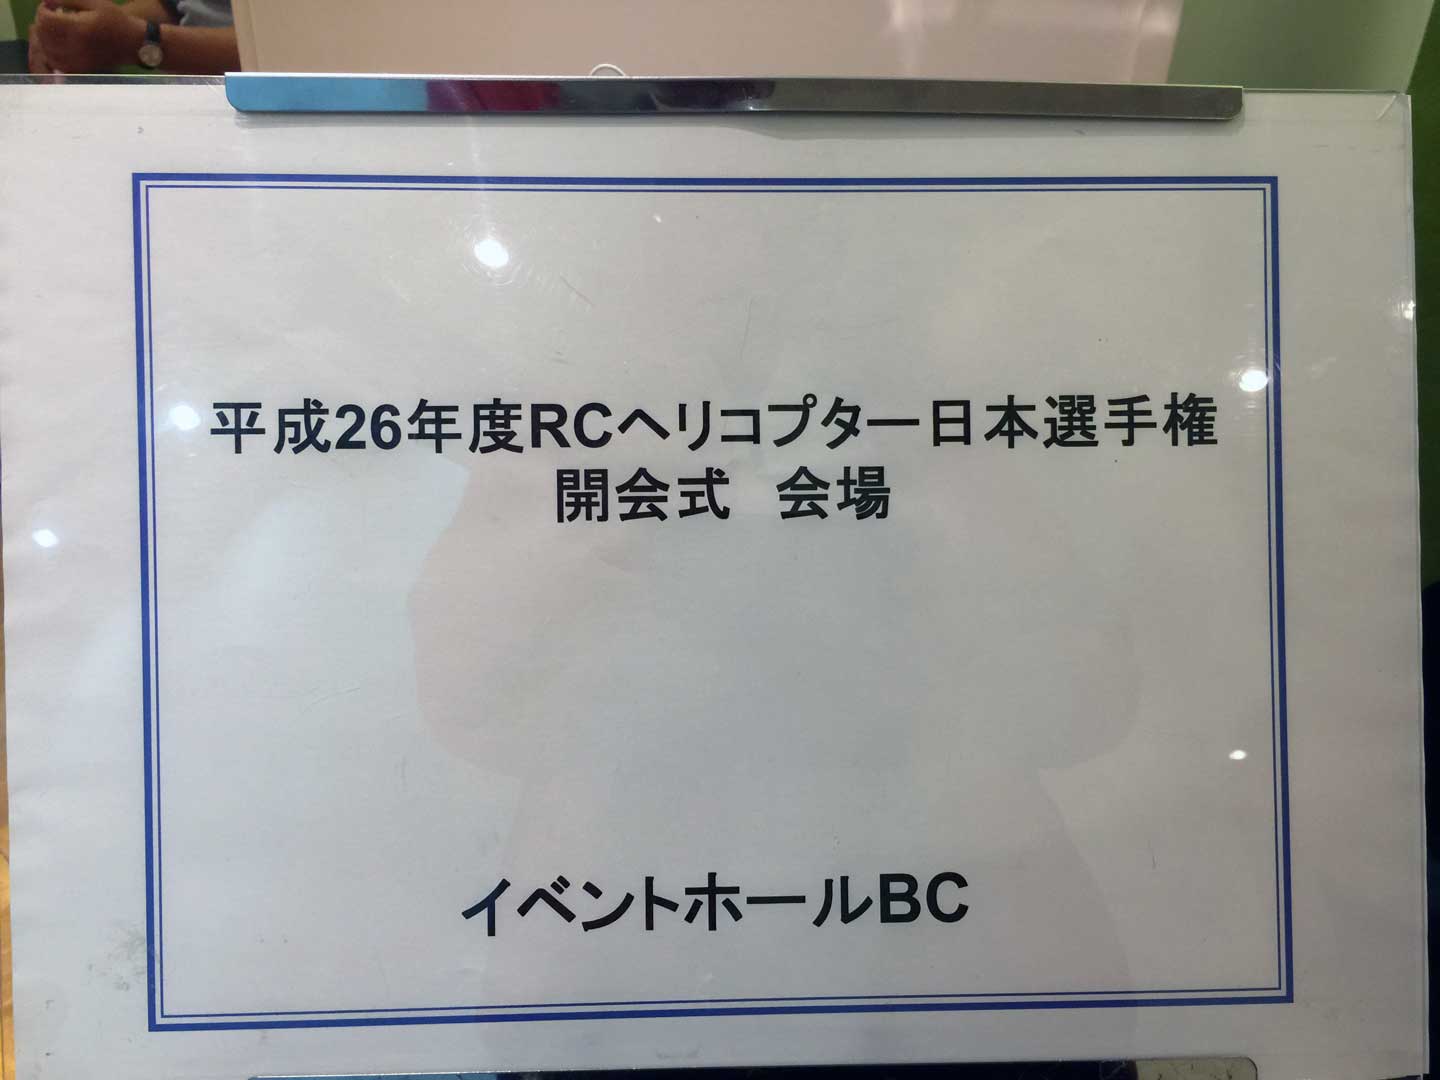 平成26年度RCヘリコプター日本選手権
開会式　会場
イベントホールBC